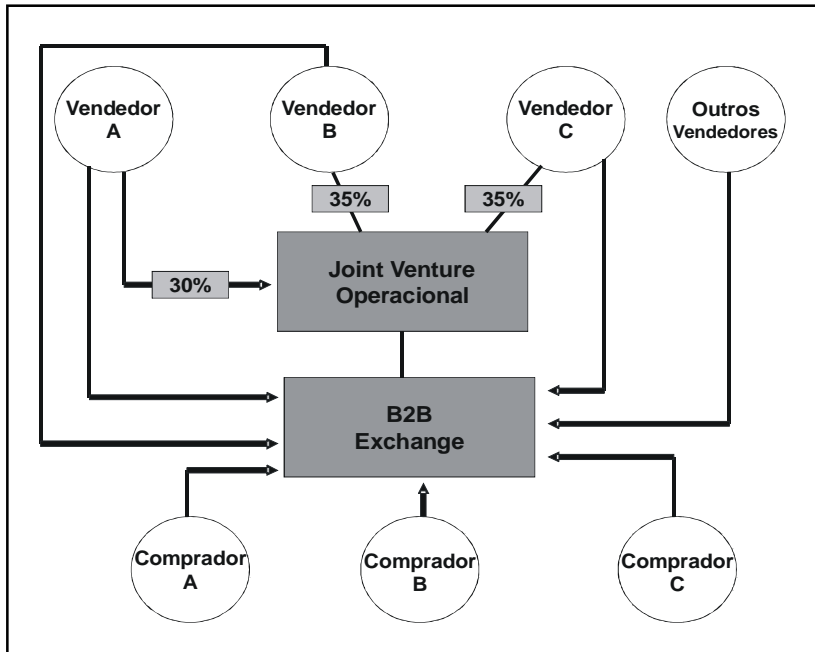 Vendedor
A
Vendedor
B
Vendedor
C
Outros
Vendedores
35%
35%
30%
Joint Venture
Operacional
B2B
Exchange
Comprador
A
Comprador
B
Comprador
C